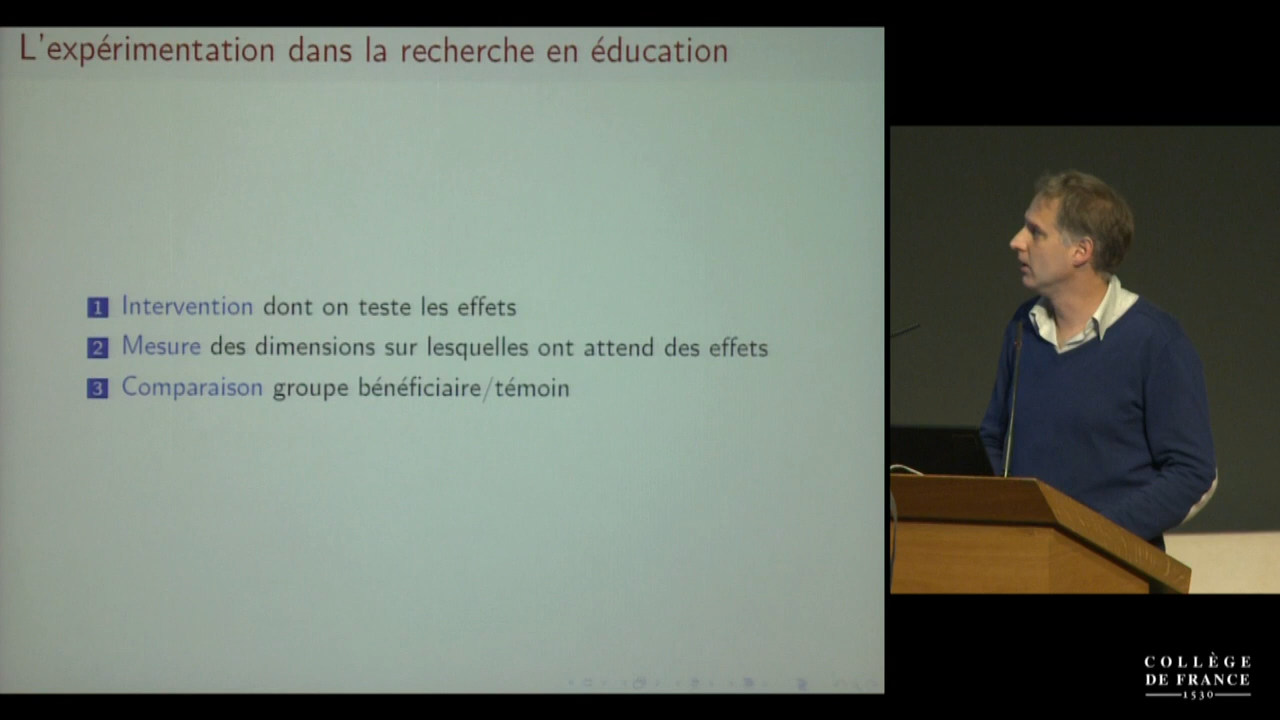 L'expérimentation dans la recherche en éducation
1 Intervention dont on teste les effets
2 Mesure des dimensions sur lesquelles ont attend des effets
3 Comparaison groupe bénéficiaire/témoin
COLLÈGE
DE FRANCE
1530